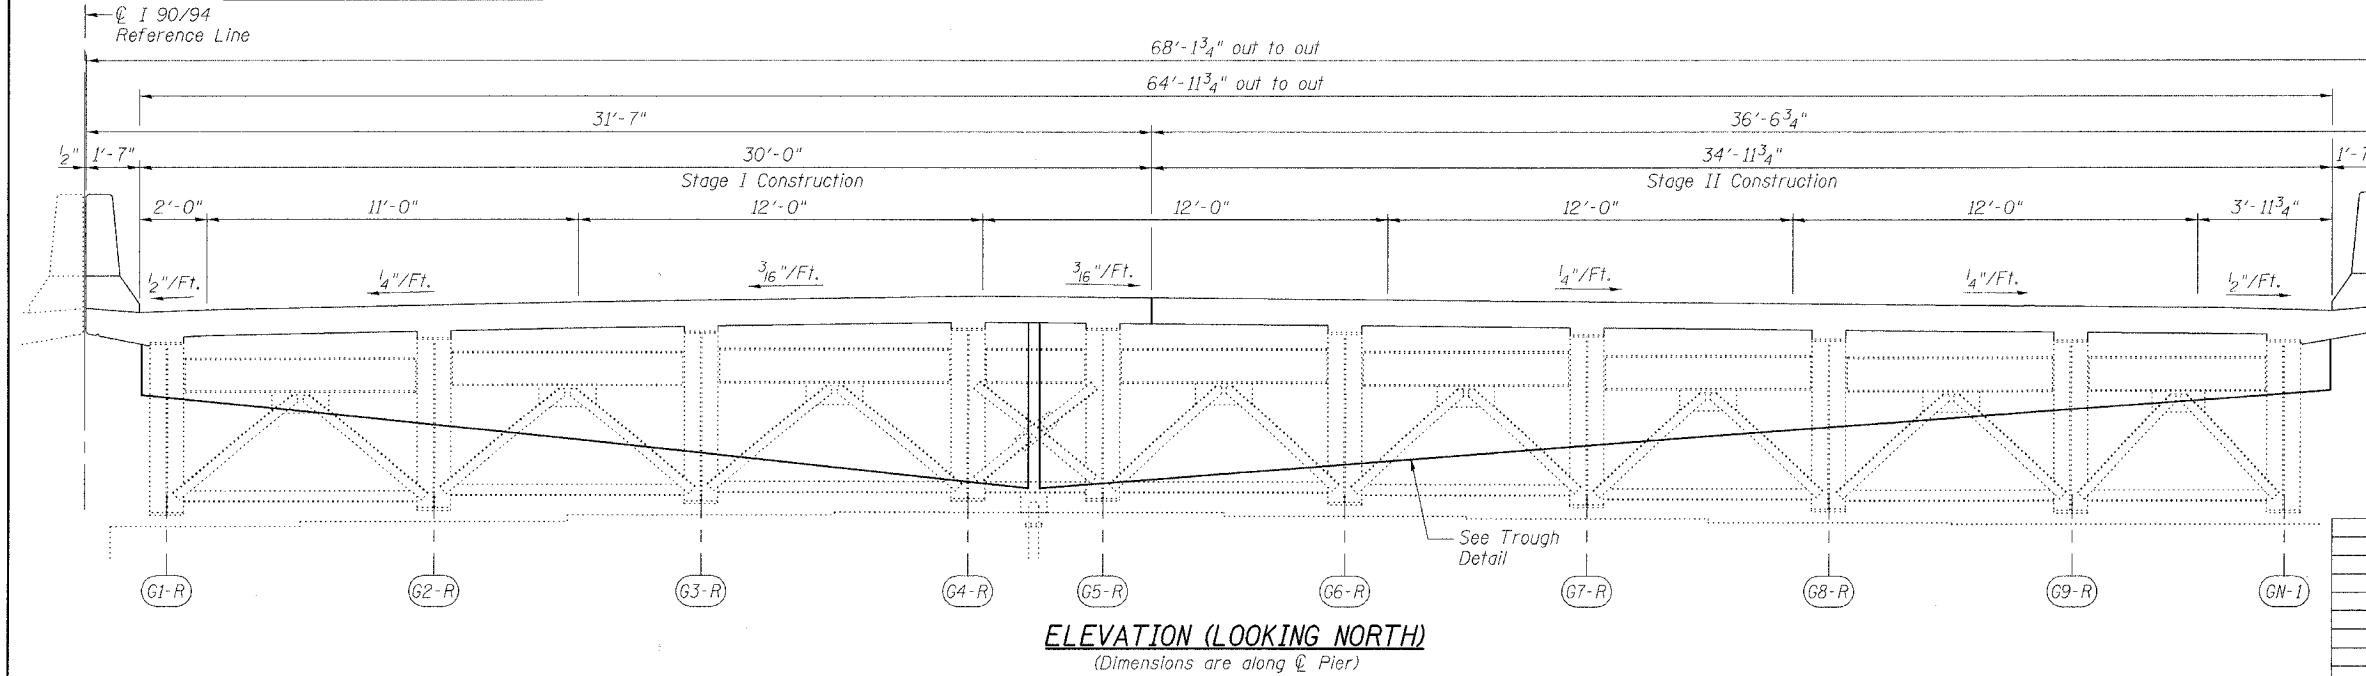 ℄ I 90/94
Reference Line
68'-1¾" out to out
64'-11¾" out to out
31'-7"
36'-6¾"
½"
1'-7"
30'-0"
34'-11¾"
1'-7
Stage I Construction
Stage II Construction
2'-0"
11'-0"
12'-0"
12'-0"
12'-0"
12'-0"
3'-11¾"
½"/Ft.
¼"/Ft.
3/16"/Ft.
3/16"/Ft.
¼"/Ft.
¼"/Ft.
½"/Ft.
See Trough
Detail
G1-R
G2-R
G3-R
G4-R
G5-R
G6-R
G7-R
G8-R
G9-R
GN-1
ELEVATION (LOOKING NORTH)
(Dimensions are along ℄ Pier)